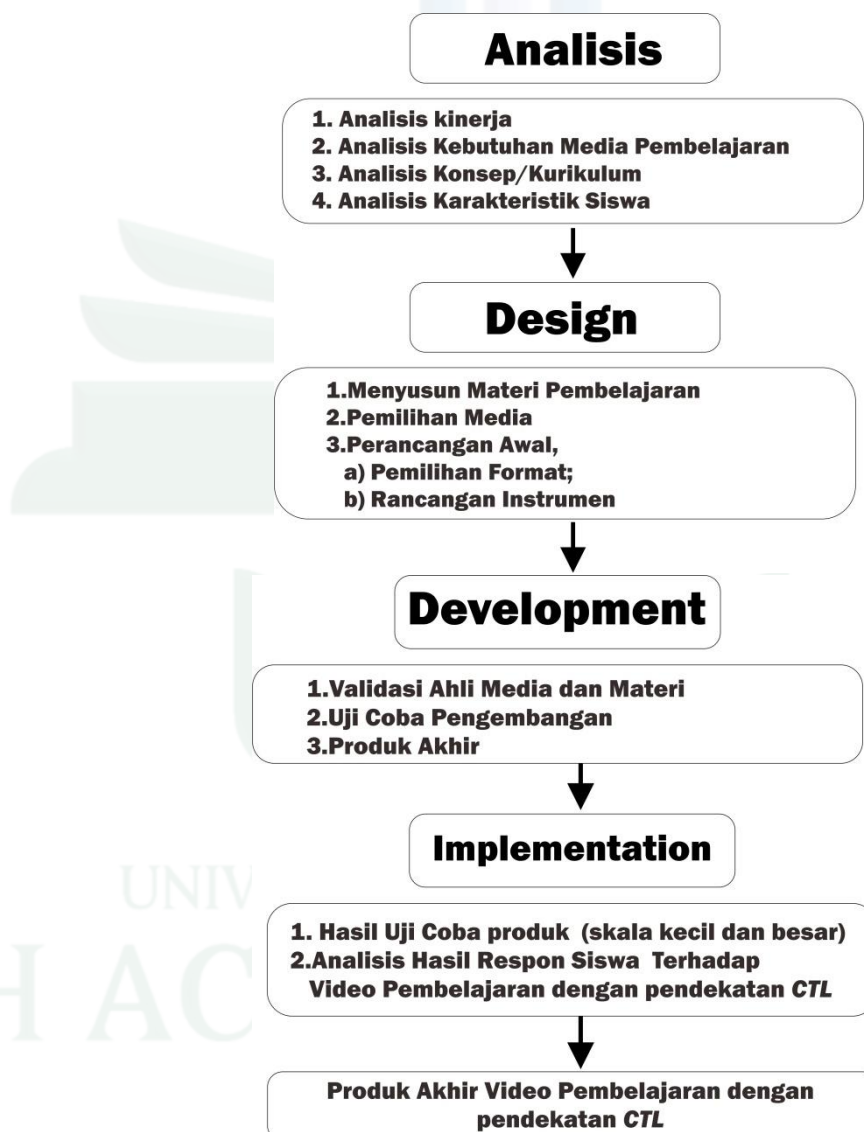 Analisis
1. Analisis kinerja
2. Analisis Kebutuhan Media Pembelajaran
3. Analisis Konsep/Kurikulum
4. Analisis Karakteristik Siswa
Design
1.Menyusun Materi Pembelajaran
2.Pemilihan Media
3.Perancangan Awal,
a) Pemilihan Format;
b) Rancangan Instrumen
Development
1.Validasi Ahli Media dan Materi
2.Uji Coba Pengembangan
3.Produk Akhir
Implementation
1. Hasil Uji Coba produk (skala kecil dan besar)
2.Analisis Hasil Respon Siswa Terhadap
Video Pembelajaran dengan pendekatan CTL
Produk Akhir Video Pembelajaran dengan
pendekatan CTL